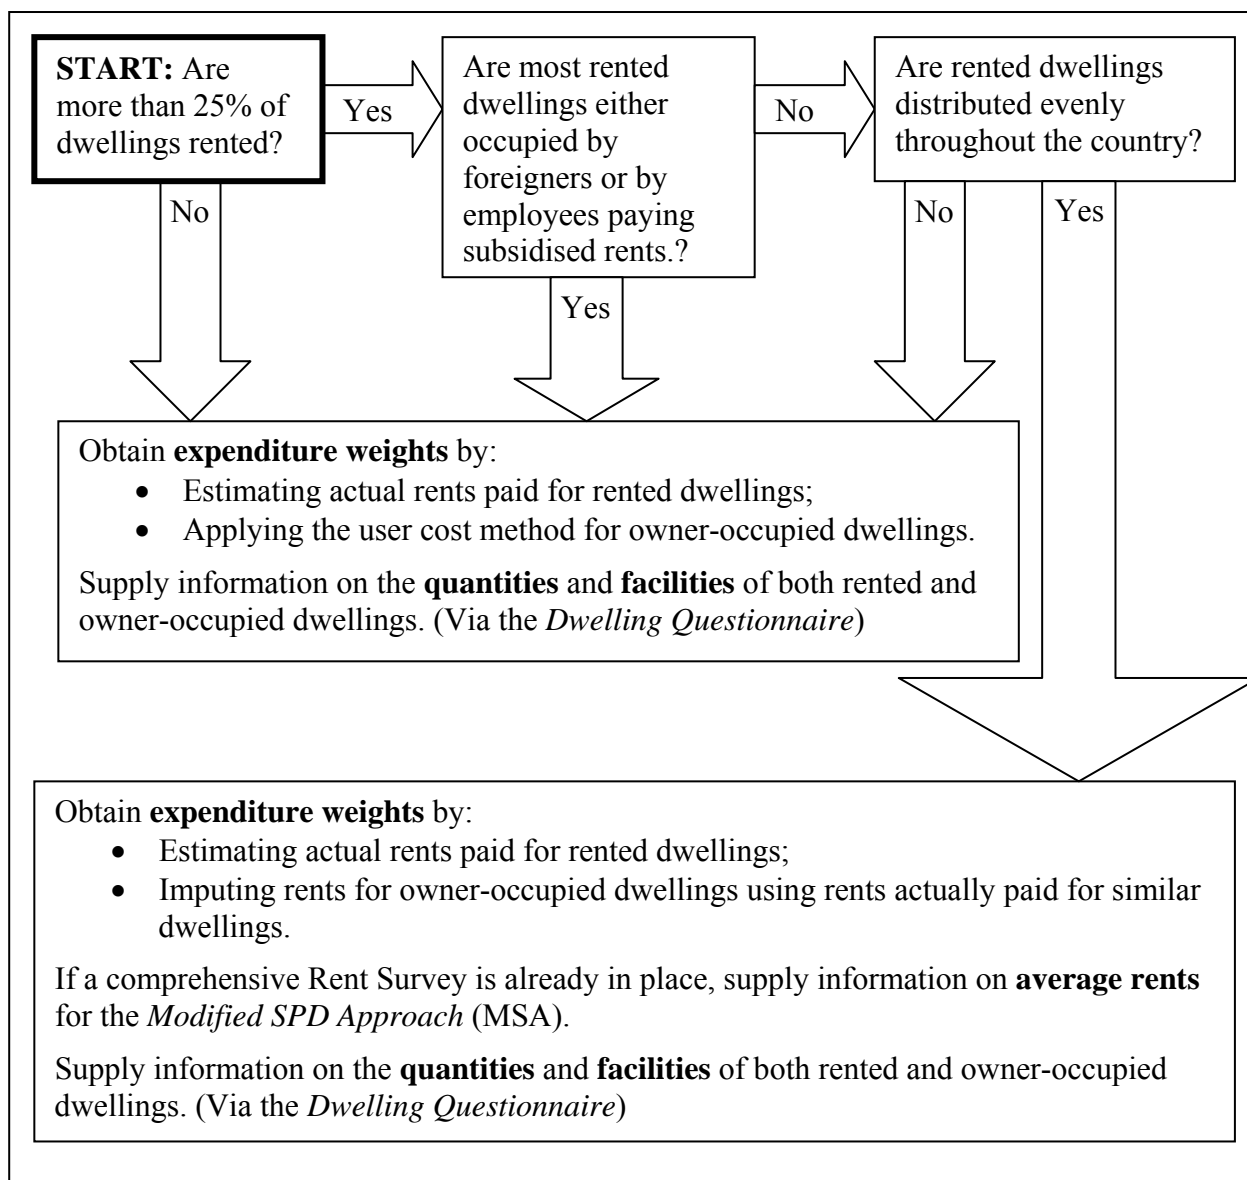 START: Are
more than 25% of
dwellings rented?
Yes
Are most rented
dwellings either
occupied by
foreigners or by
employees paying
subsidised rents.?
No
Are rented dwellings
distributed evenly
throughout the country?
No
Yes
No
Yes
Obtain expenditure weights by:
• Estimating actual rents paid for rented dwellings;
• Applying the user cost method for owner-occupied dwellings.
Supply information on the quantities and facilities of both rented and
owner-occupied dwellings. (Via the Dwelling Questionnaire)
Obtain expenditure weights by:
• Estimating actual rents paid for rented dwellings;
• Imputing rents for owner-occupied dwellings using rents actually paid for similar
dwellings.
If a comprehensive Rent Survey is already in place, supply information on average rents
for the Modified SPD Approach (MSA).
Supply information on the quantities and facilities of both rented and owner-occupied
dwellings. (Via the Dwelling Questionnaire)